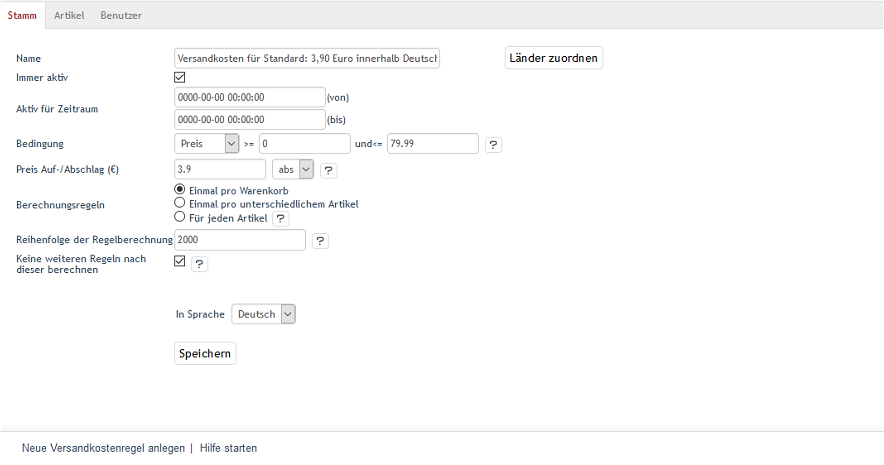 Stamm Artikel Benutzer
Name Versandkosten für Standard: 3,90 Euro innerhalb Deutsch Länder zuordnen
Immer aktiv
Aktiv für Zeitraum
0000-00-00 00:00:00 (von)
0000-00-00 00:00:00 (bis)
Bedingung Preis >= 0 und<= 79.99 ?
Preis Auf-/Abschlag (€) 3.9 abs ?
Berechnungsregeln
Einmal pro Warenkorb
Einmal pro unterschiedlichem Artikel
Für jeden Artikel ?
Reihenfolge der Regelberechnung 2000 ?
Keine weiteren Regeln nach
dieser berechnen ?
In Sprache Deutsch
Speichern
Neue Versandkostenregel anlegen | Hilfe starten